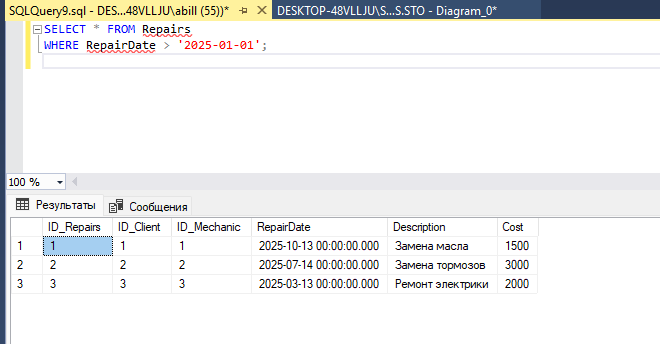 SQLQuery9.sql - DES...48VLLJU\abill (55))* DESKTOP-48VLLJU\S...S.STO - Diagram_0*
SELECT * FROM Repairs
WHERE RepairDate > '2025-01-01';
100 %
Результаты Сообщения
ID_Repairs ID_Client ID_Mechanic RepairDate Description Cost
1 1 1 1 2025-10-13 00:00:00.000 Замена масла 1500
2 2 2 2 2025-07-14 00:00:00.000 Замена тормозов 3000
3 3 3 3 2025-03-13 00:00:00.000 Ремонт электрики 2000